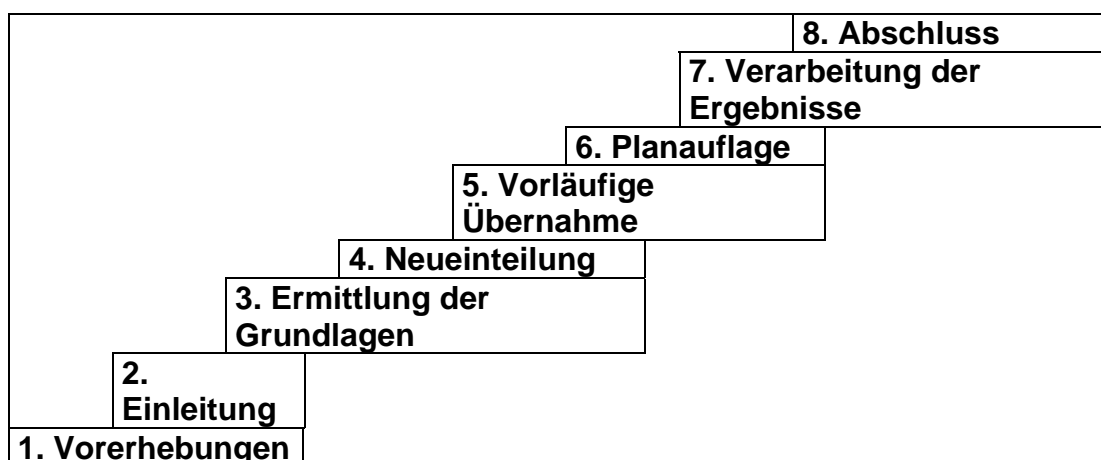 8. Abschluss
7. Verarbeitung der
Ergebnisse
6. Planauflage
5. Vorläufige
Übernahme
4. Neueinteilung
3. Ermittlung der
Grundlagen
2.
Einleitung
1. Vorerhebungen